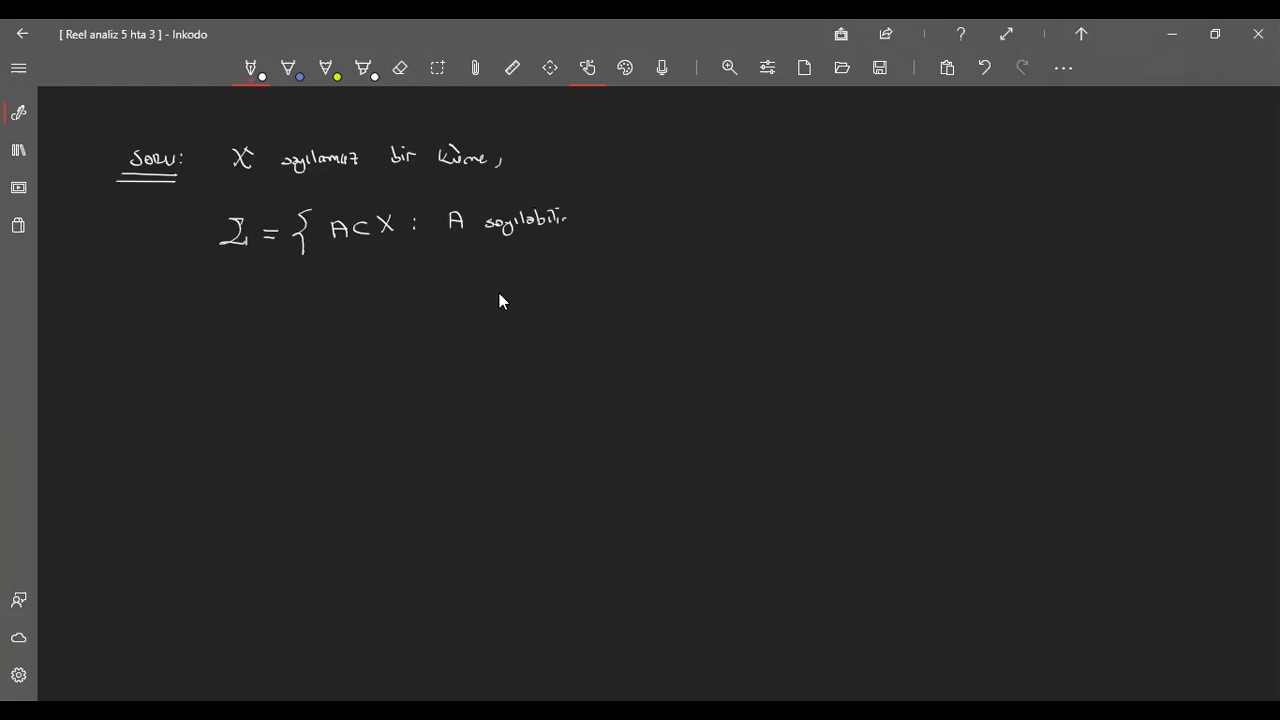 [ Reel analiz 5 hta 3 ] - Inkodo
SORU: X sayılamaz bir küme,
Σ = { A ⊂ X : A sayılabilir